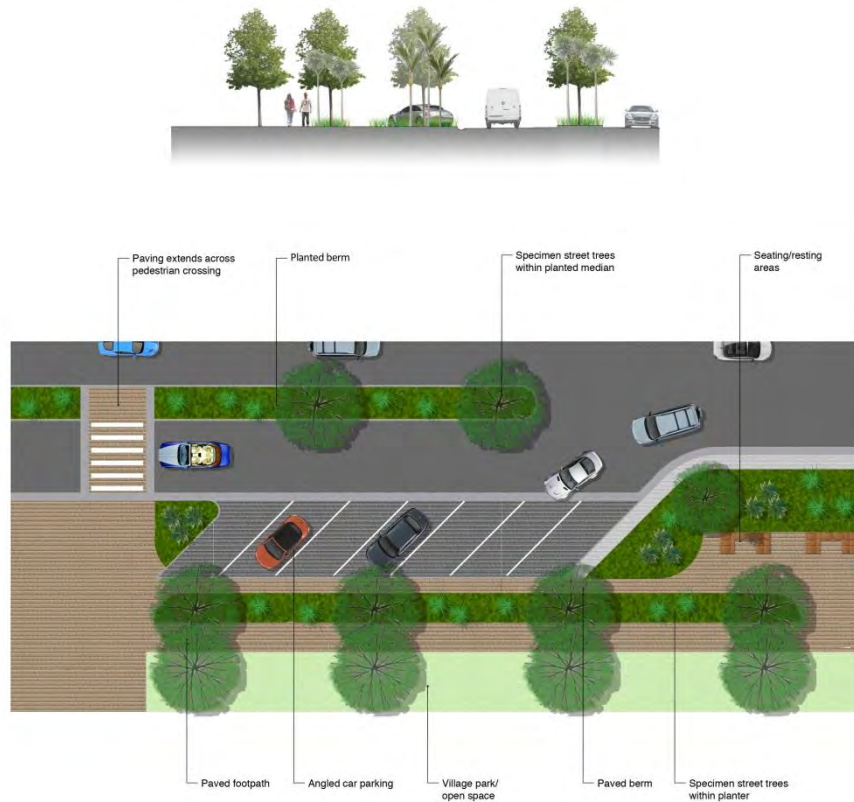 Paving extends across
pedestrian crossing
Planted berm
Specimen street trees
within planted median
Seating/resting
areas
Paved footpath
Angled car parking
Village park/
open space
Paved berm
Specimen street trees
within planter